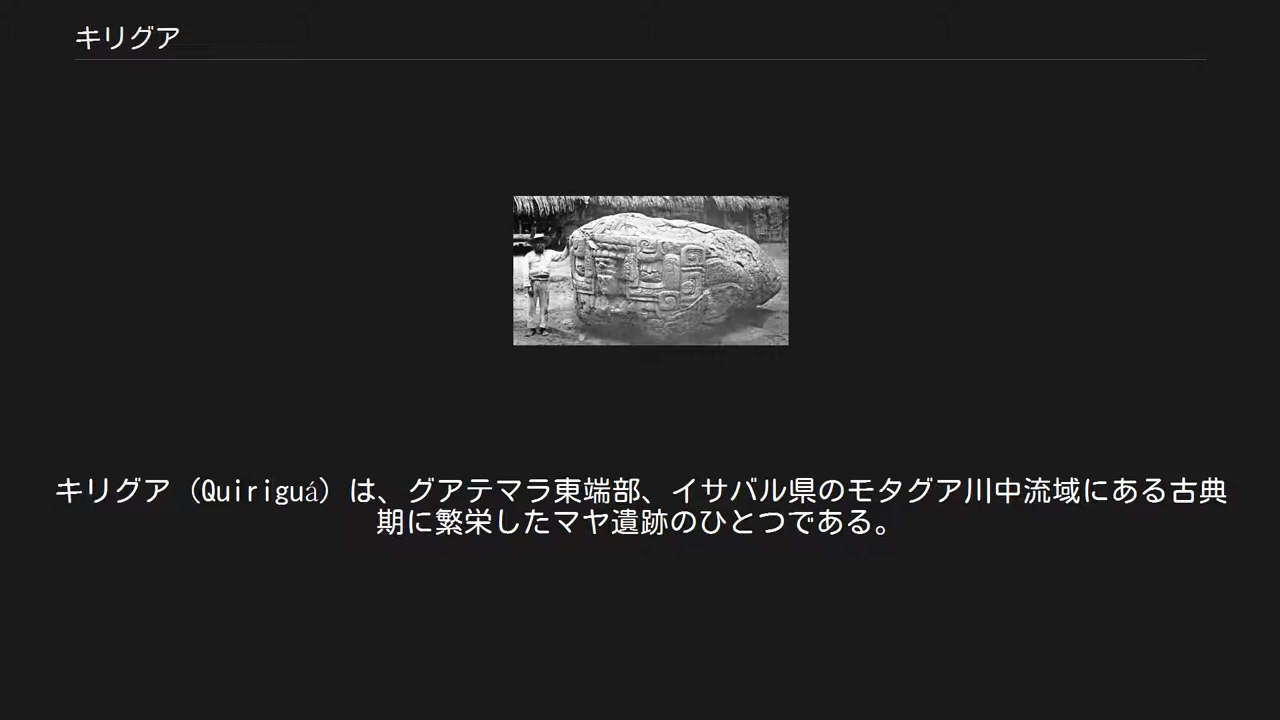 キリグア
キリグア（Quiriguá）は、グアテマラ東端部、イサバル県のモタグア川中流域にある古典
期に繁栄したマヤ遺跡のひとつである。